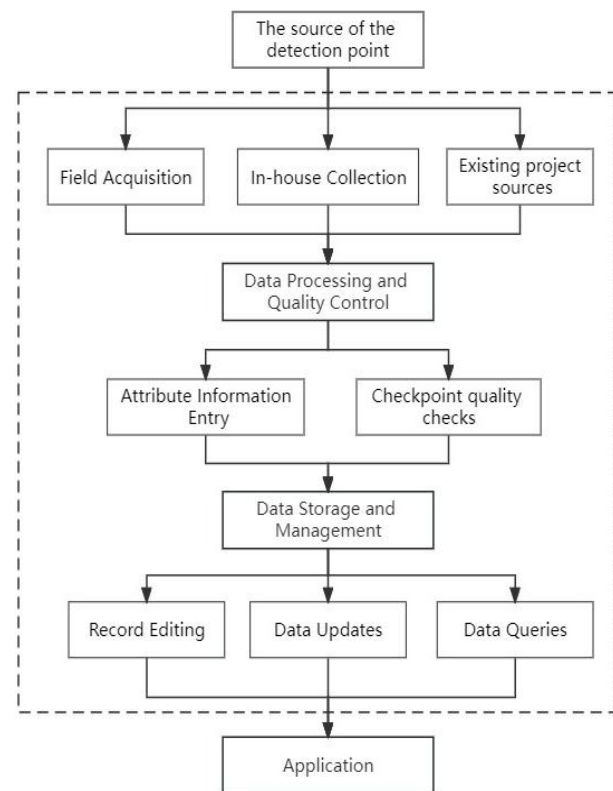 The source of the
detection point
Field Acquisition
In-house Collection
Existing project
sources
Data Processing and
Quality Control
Attribute Information
Entry
Checkpoint quality
checks
Data Storage and
Management
Record Editing
Data Updates
Data Queries
Application